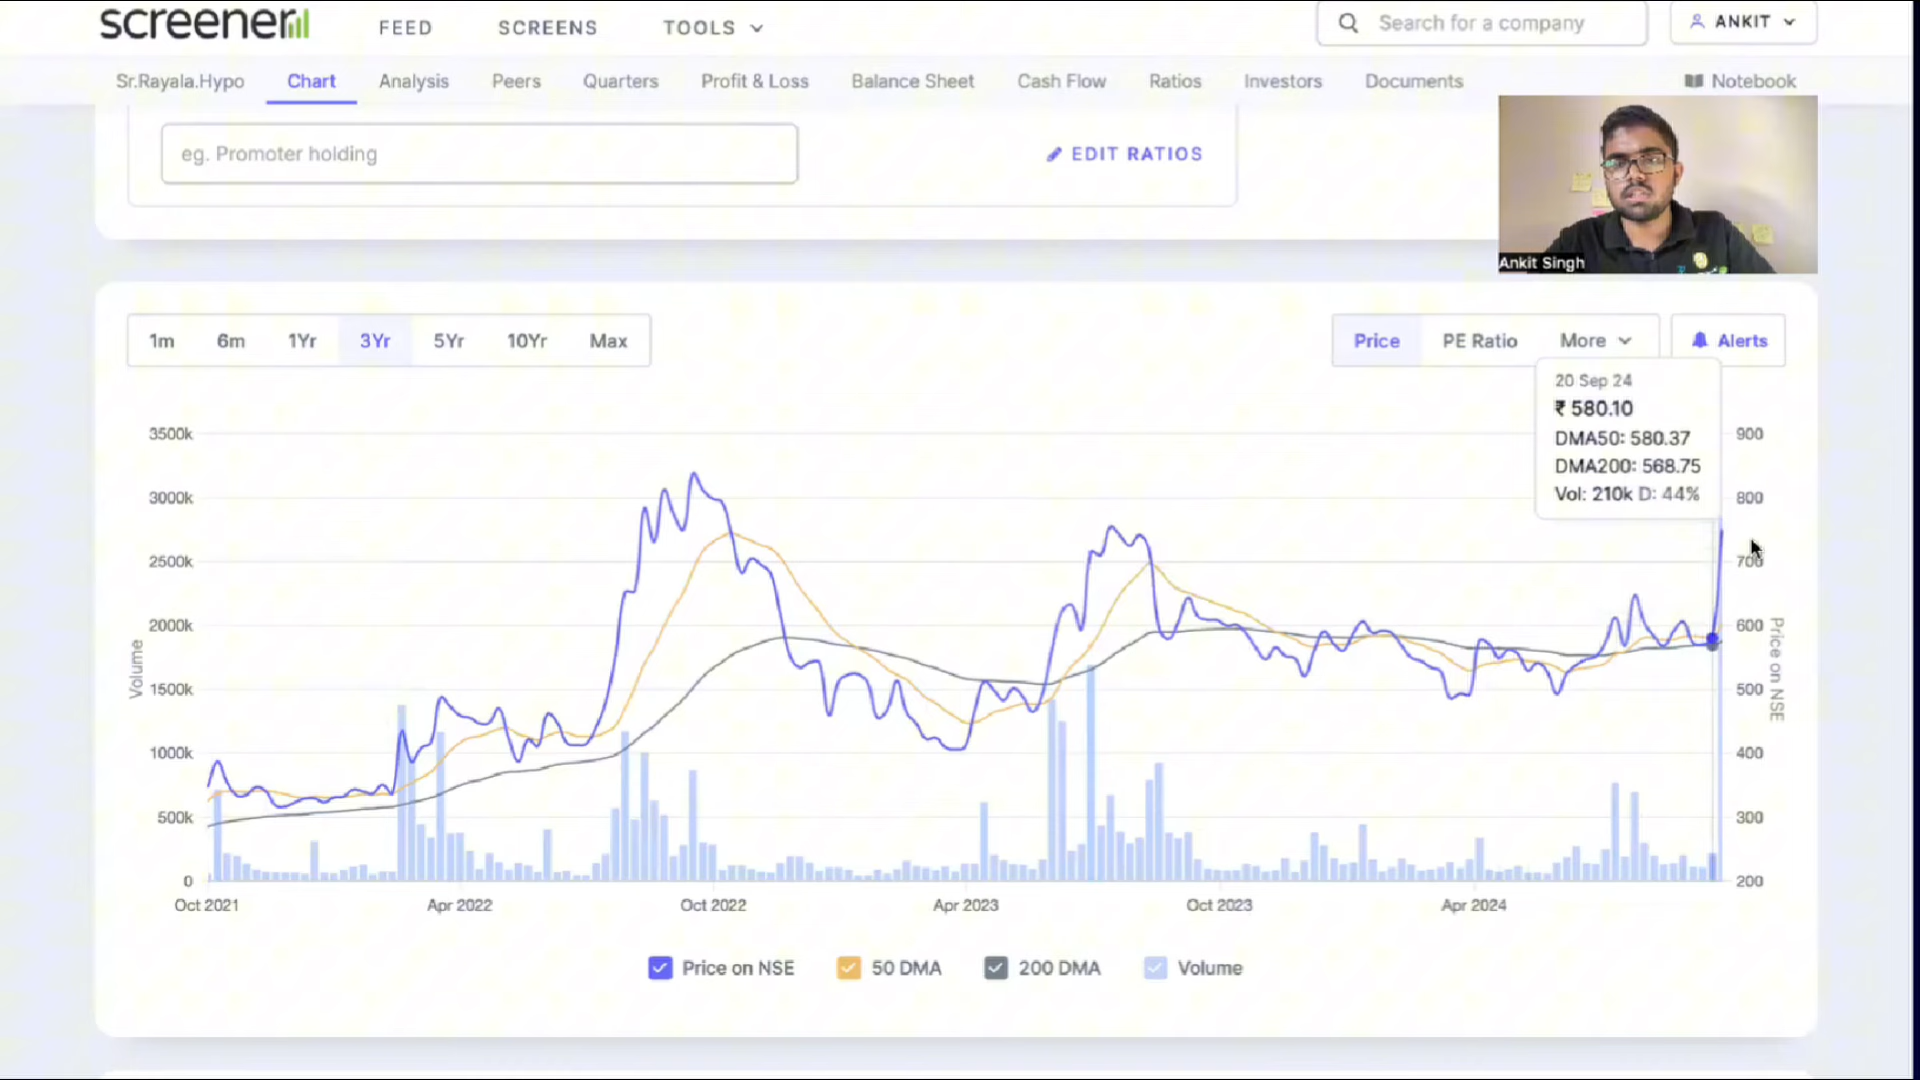 screener
FEED
SCREENS
TOOLS
Search for a company
ANKIT
Sr.Rayala.Hypo
Chart
Analysis
Peers
Quarters
Profit & Loss
Balance Sheet
Cash Flow
Ratios
Investors
Documents
Notebook
eg. Promoter holding
EDIT RATIOS
Ankit Singh
1m
6m
1Yr
3Yr
5Yr
10Yr
Max
Price
PE Ratio
More
Alerts
20 Sep 24
₹ 580.10
DMA50: 580.37
DMA200: 568.75
Vol: 210k D: 44%
3500k
3000k
2500k
2000k
1500k
1000k
500k
0
Volume
900
800
700
600
500
400
300
200
Price on NSE
Oct 2021
Apr 2022
Oct 2022
Apr 2023
Oct 2023
Apr 2024
Price on NSE
50 DMA
200 DMA
Volume